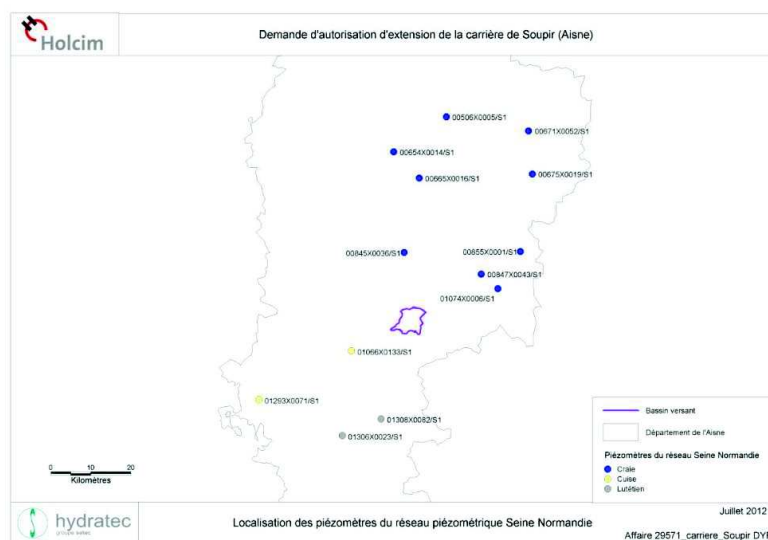 Holcim
Demande d'autorisation d'extension de la carrière de Soupir (Aisne)
00506X0005/S1
00671X0052/S1
00654X0014/S1
00665X0016/S1
00675X0019/S1
00845X0036/S1
00855X0001/S1
00847X0043/S1
01074X0006/S1
01066X0133/S1
01293X0071/S1
01308X0082/S1
01306X0023/S1
Bassin versant
Département de l'Aisne
Piézomètres du réseau Seine Normandie
Craie
Cuise
Lutétien
0 10 20
Kilomètres
hydratec
groupe setec
Localisation des piézomètres du réseau piézométrique Seine Normandie
Juillet 2012
Affaire 29571_carriere_Soupir